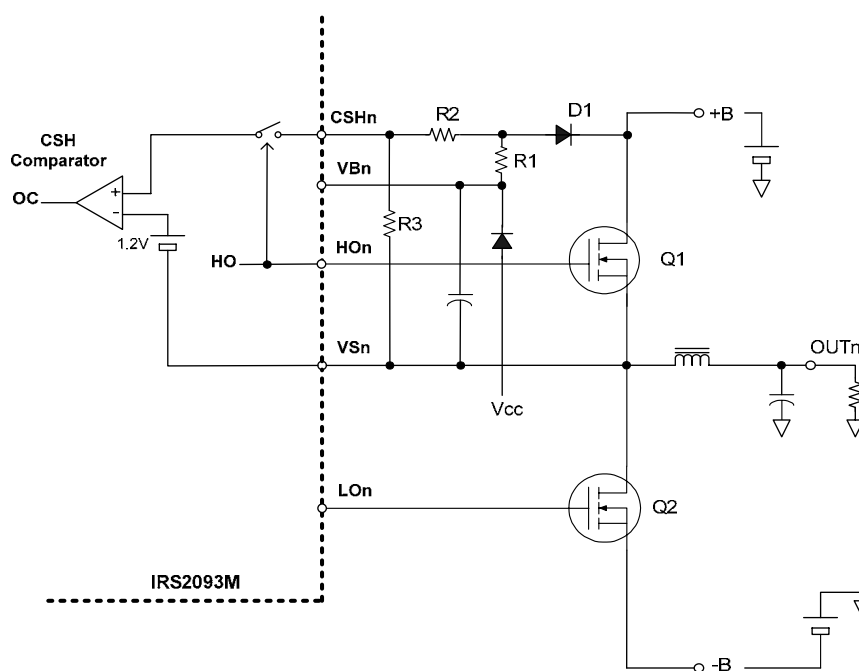 CSHn
R2
D1
+B
CSH
Comparator
R1
VBn
OC
+
-
R3
1.2V
HO
HOn
Q1
VSn
OUTn
Vcc
LOn
Q2
IRS2093M
-B